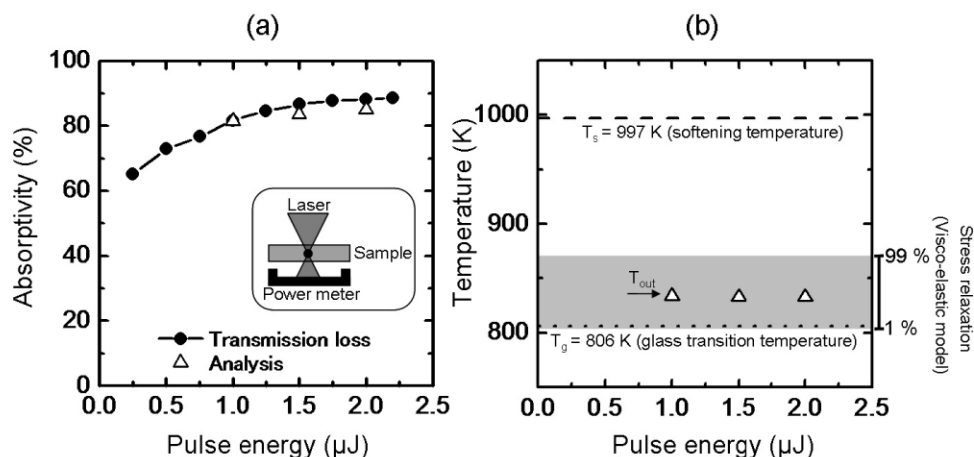 (a)
Absorptivity (%)
100
80
60
40
20
0
Laser
Sample
Power meter
Transmission loss
Analysis
0.0 0.5 1.0 1.5 2.0 2.5
Pulse energy (µJ)
(b)
Temperature (K)
1000
900
800
Ts = 997 K (softening temperature)
Tout
Tg = 806 K (glass transition temperature)
99 %
1 %
Stress relaxation
(Visco-elastic model)
0.0 0.5 1.0 1.5 2.0 2.5
Pulse energy (µJ)